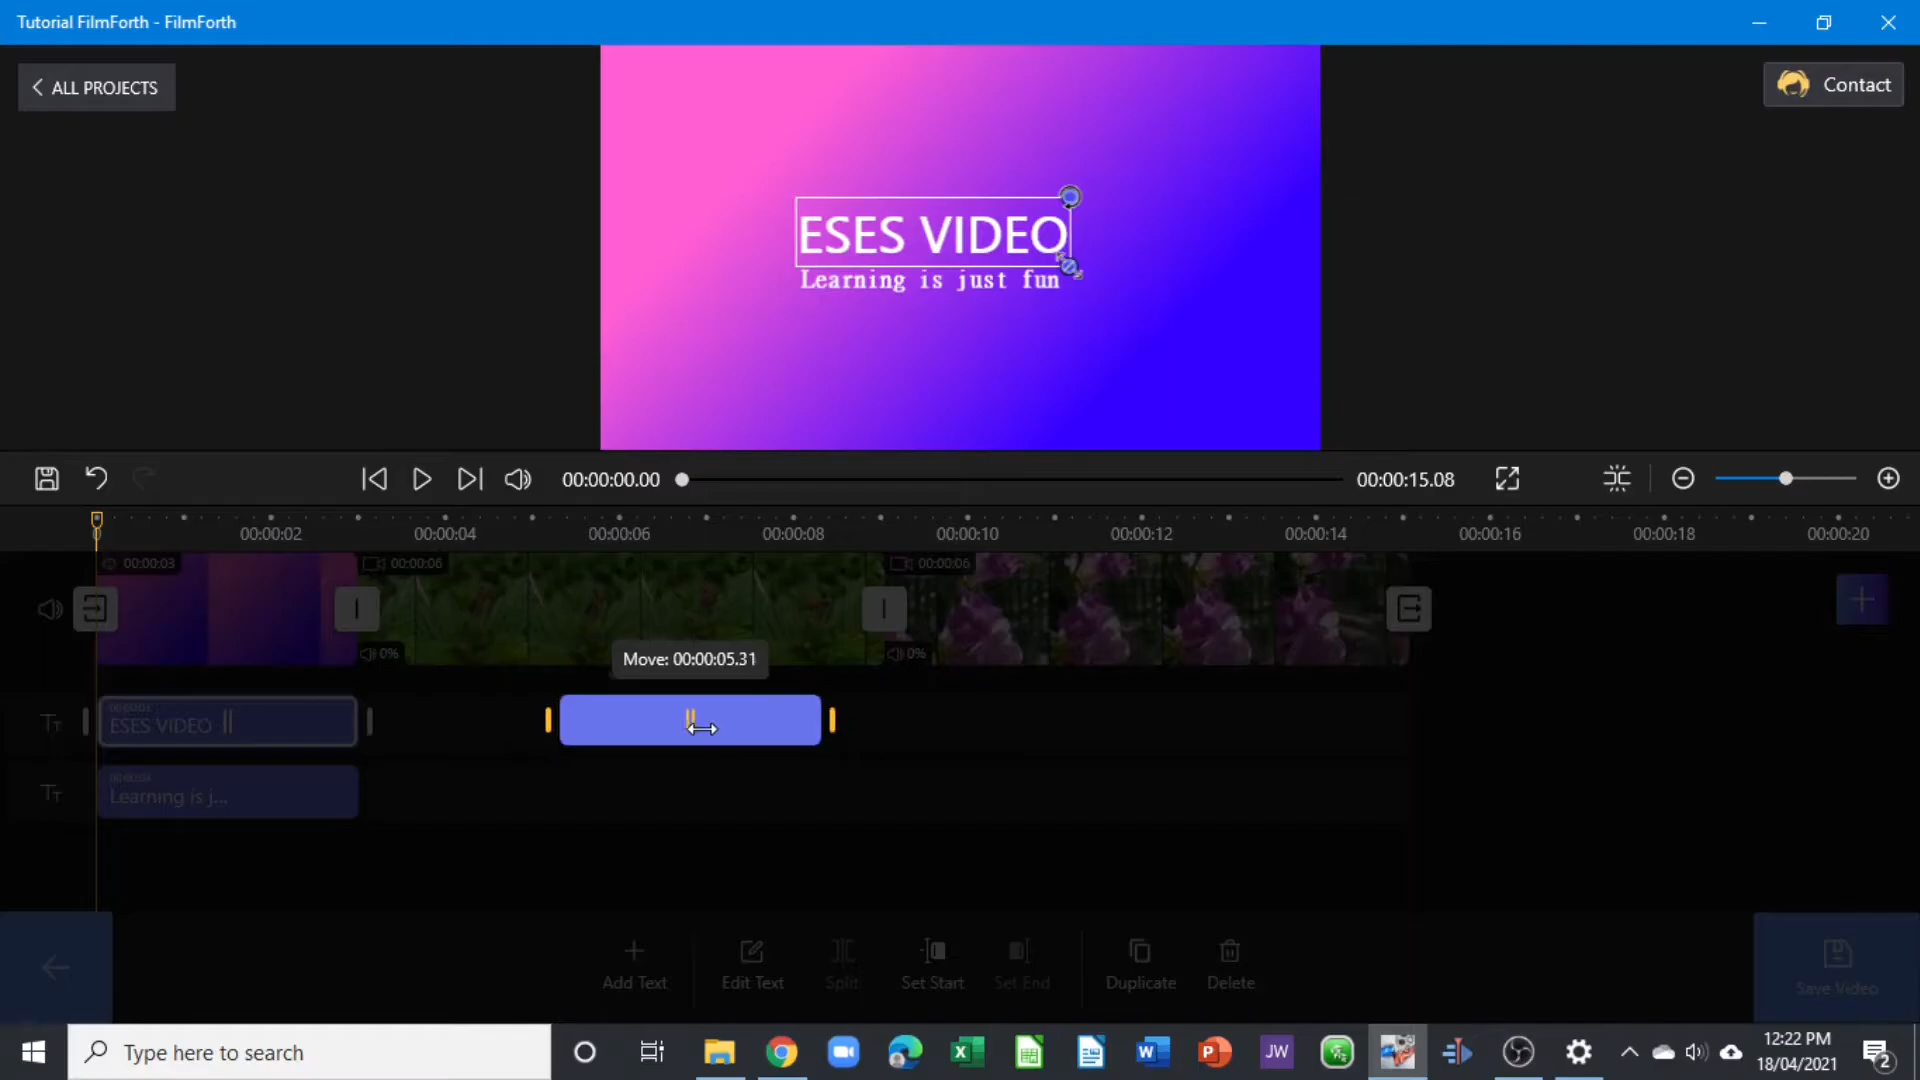 Tutorial FilmForth - FilmForth
ALL PROJECTS
Contact
ESES VIDEO
Learning is just fun
00:00:00.00
00:00:15.08
0 00:00:02 00:00:04 00:00:06 00:00:08 00:00:10 00:00:12 00:00:14 00:00:16 00:00:18 00:00:20
00:00:03 00:00:06 00:00:06
0% 0%
Move: 00:00:05.31
ESES VIDEO
Learning is j...
Add Text Edit Text Split Set Start Set End Duplicate Delete
Save Video
Type here to search
JW
12:22 PM
18/04/2021
2